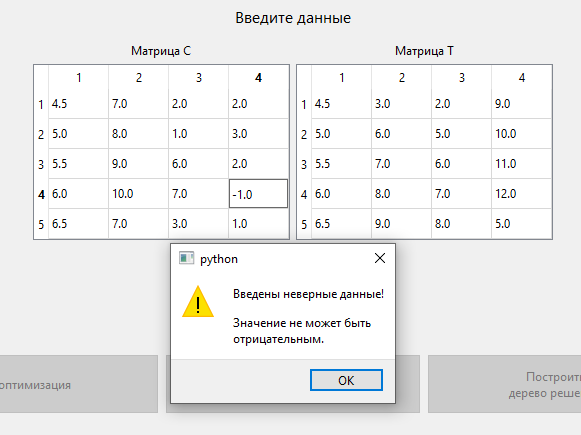 Введите данные
Матрица C
Матрица T
1 2 3 4
1 2 3 4
1 4.5 7.0 2.0 2.0
1 4.5 3.0 2.0 9.0
2 5.0 8.0 1.0 3.0
2 5.0 6.0 5.0 10.0
3 5.5 9.0 6.0 2.0
3 5.5 7.0 6.0 11.0
4 6.0 10.0 7.0 -1.0
4 6.0 8.0 7.0 12.0
5 6.5 7.0 3.0 1.0
5 6.5 9.0 8.0 5.0
python
Введены неверные данные!
Значение не может быть
отрицательным.
OK
оптимизация
Построить
дерево реше